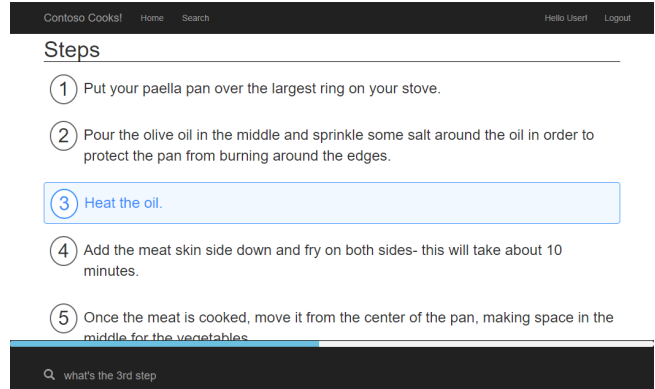 Contoso Cooks! Home Search Hello User! Logout
Steps
1 Put your paella pan over the largest ring on your stove.
2 Pour the olive oil in the middle and sprinkle some salt around the oil in order to
protect the pan from burning around the edges.
3 Heat the oil.
4 Add the meat skin side down and fry on both sides- this will take about 10
minutes.
5 Once the meat is cooked, move it from the center of the pan, making space in the
middle for the vegetables
what's the 3rd step